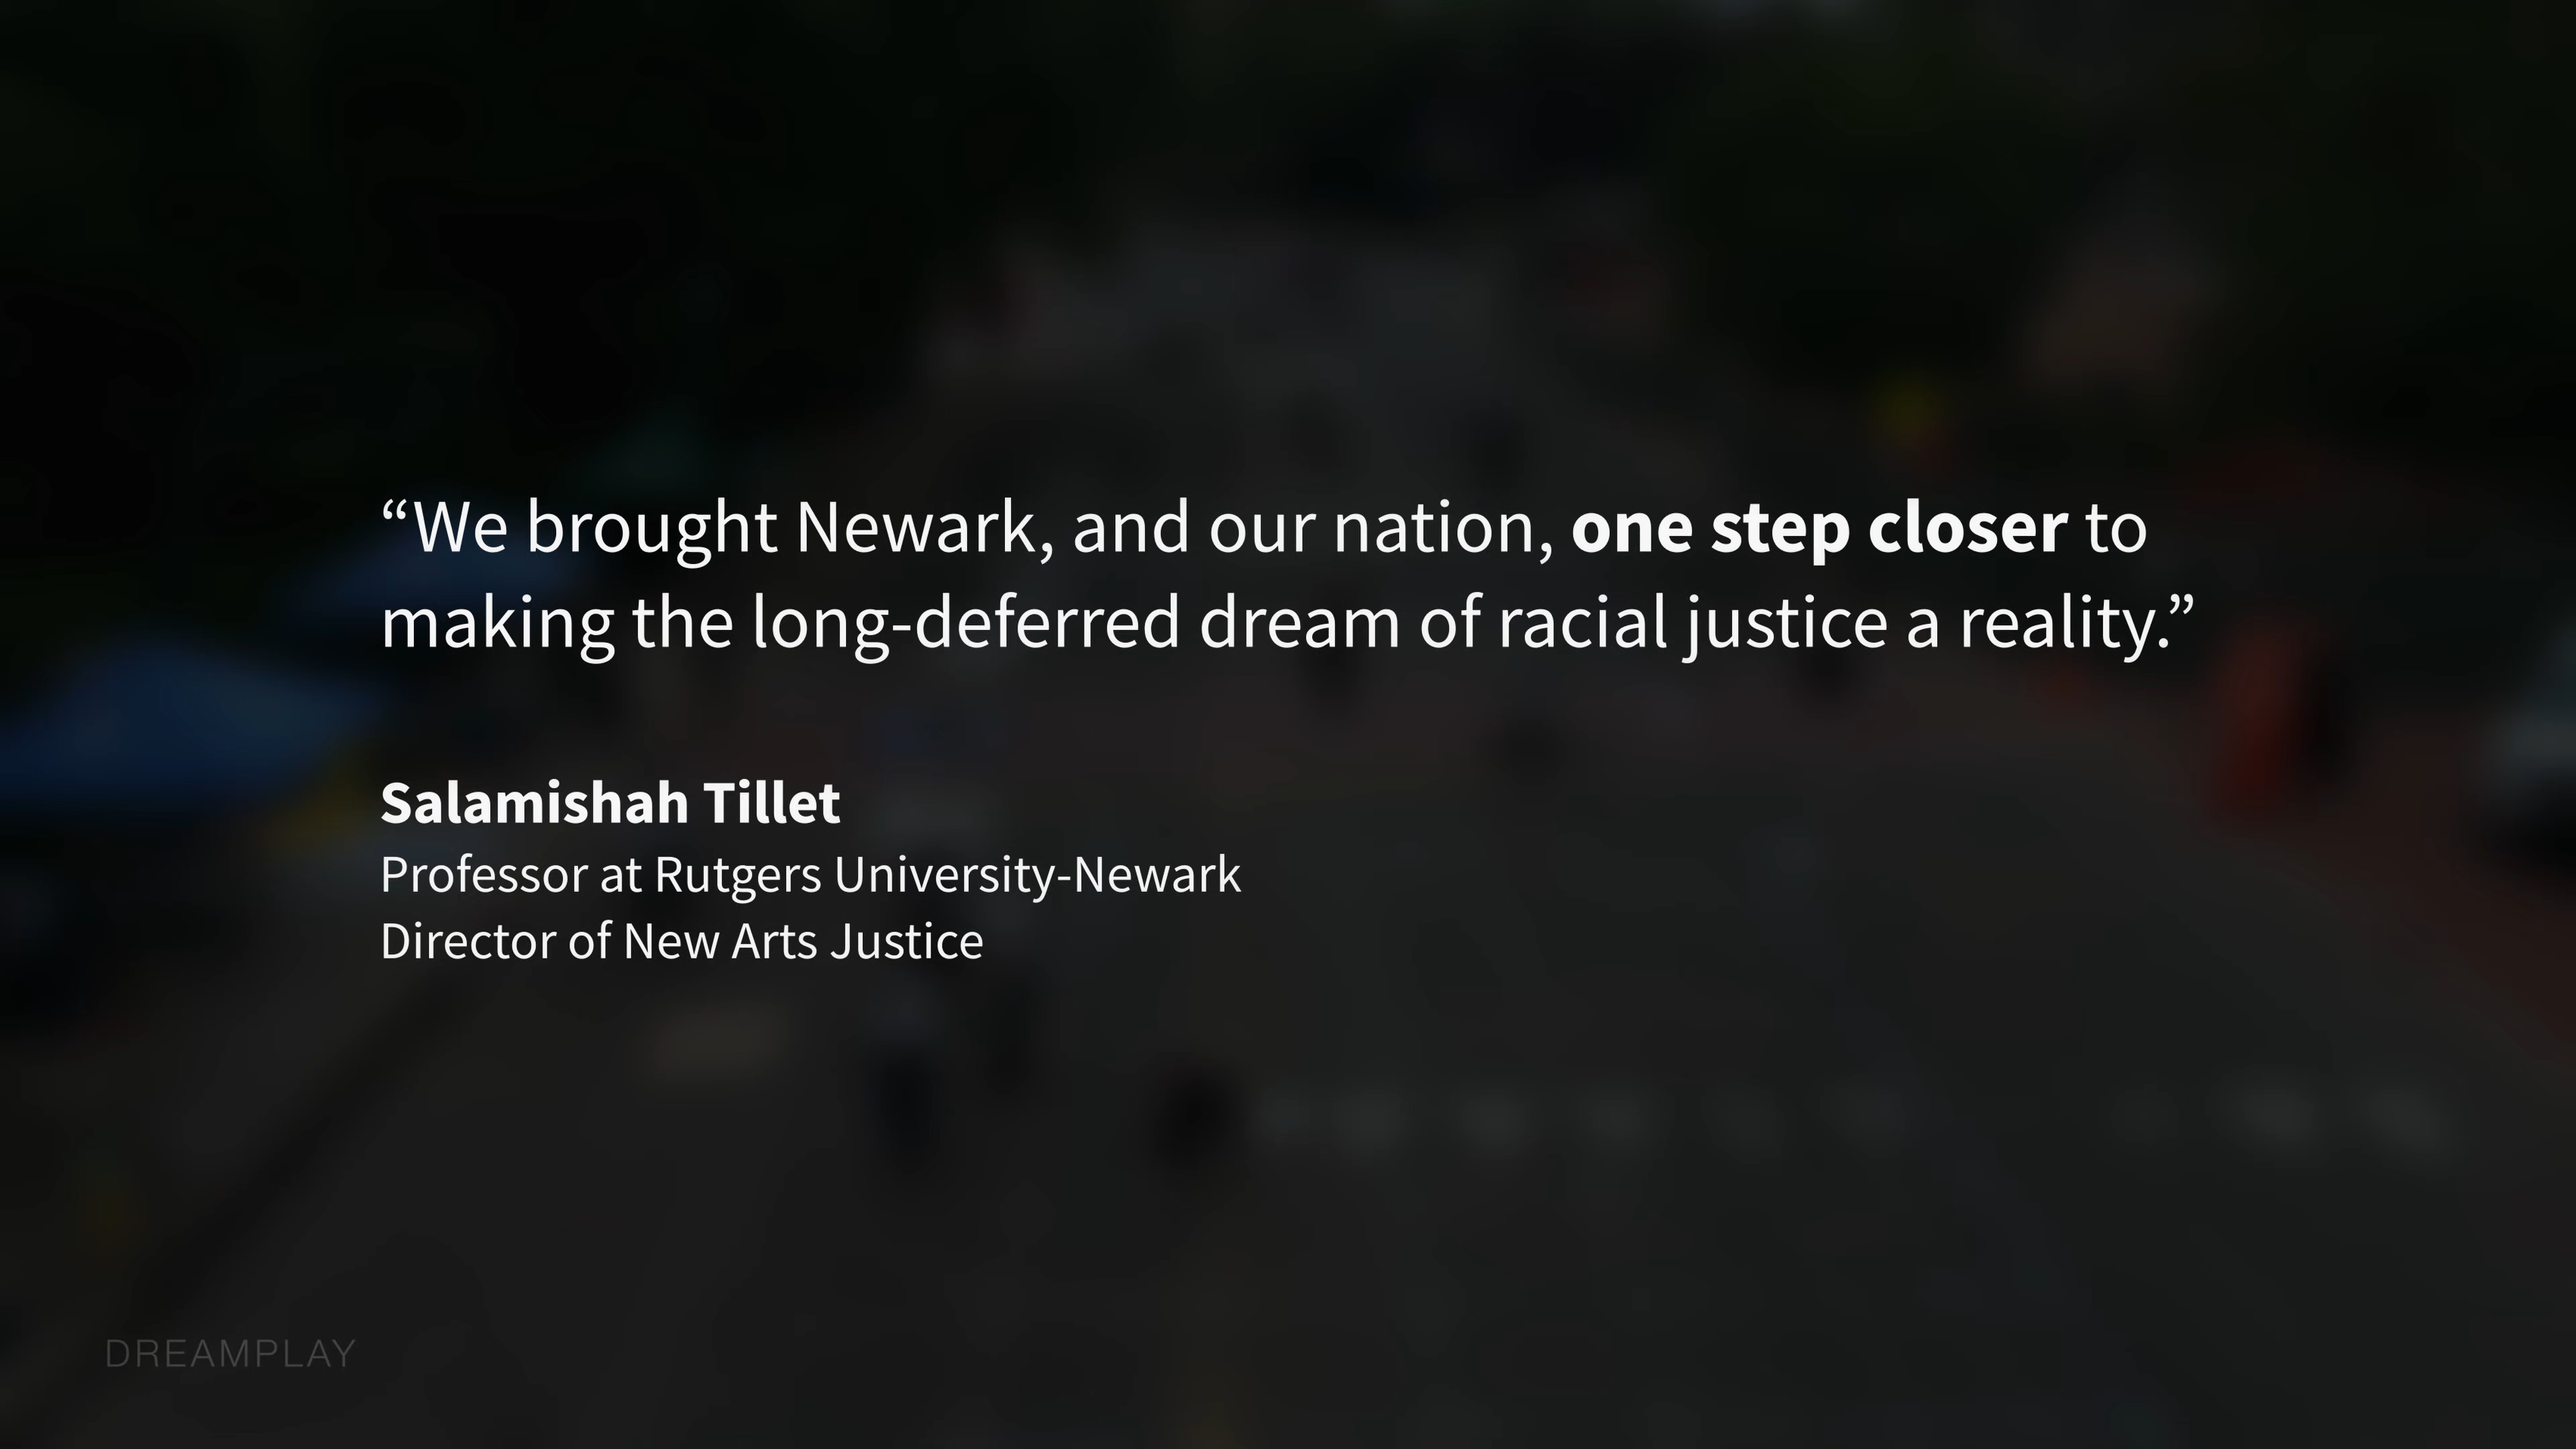 “We brought Newark, and our nation, one step closer to
making the long-deferred dream of racial justice a reality.”
Salamishah Tillet
Professor at Rutgers University-Newark
Director of New Arts Justice
DREAMPLAY